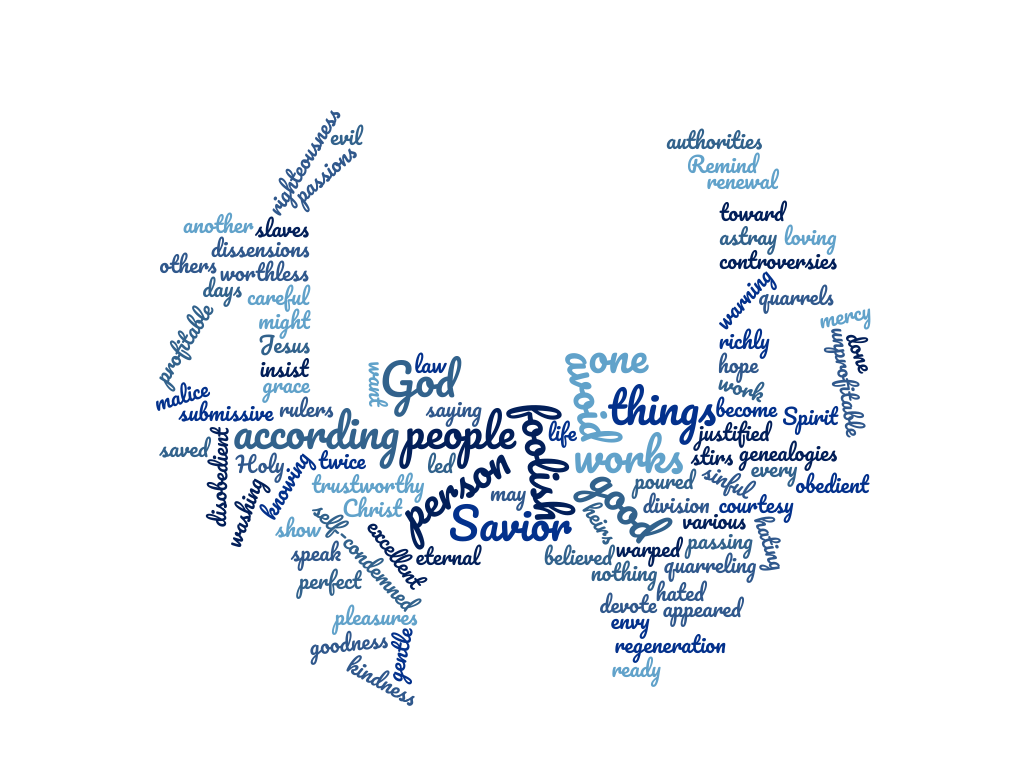 righteousness
evil
passions
authorities
Remind
renewal
another
slaves
toward
dissensions
astray
loving
others
worthless
controversies
days
careful
warning
quarrels
profitable
might
mercy
Jesus
richly
unprofitable
done
insist
want
God
law
avoid
one
hope
malice
grace
work
submissive
rulers
saying
foolish
things
become
Spirit
saved
disobedient
according
people
life
justified
Holy
knowing
twice
led
works
stirs
genealogies
washing
trustworthy
person
may
good
poured
sinful
every
obedient
Christ
Savior
heirs
division
courtesy
show
self-condemned
excellent
various
hating
speak
eternal
believed
warped
passing
perfect
nothing
quarreling
pleasures
devote
hated
appeared
goodness
gentle
envy
kindness
regeneration
ready